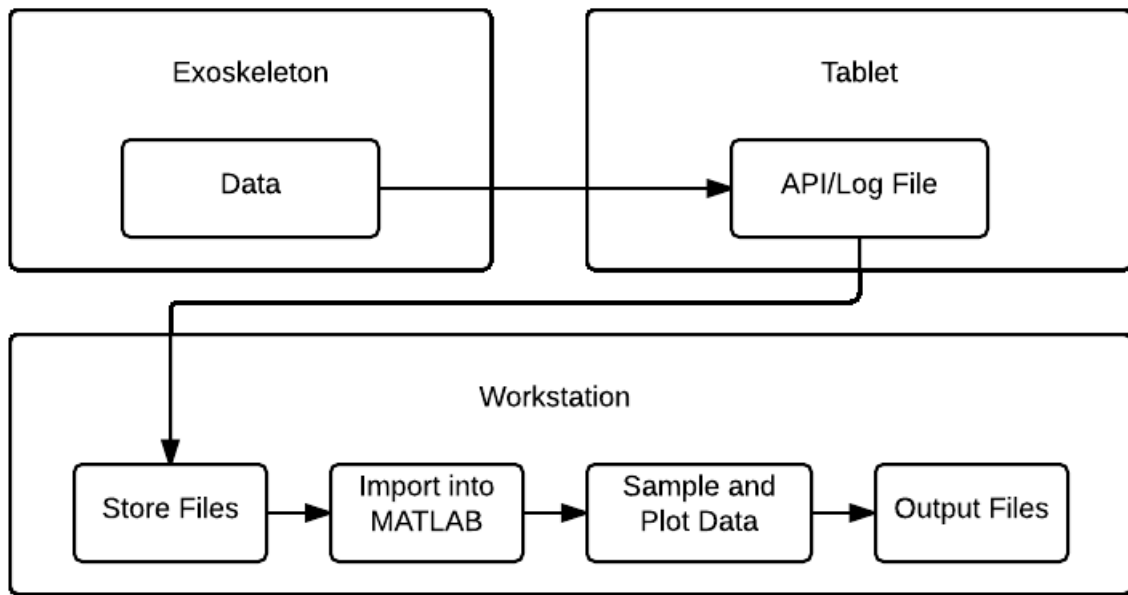 Exoskeleton
Data
Tablet
API/Log File
Workstation
Store Files
Import into
MATLAB
Sample and
Plot Data
Output Files